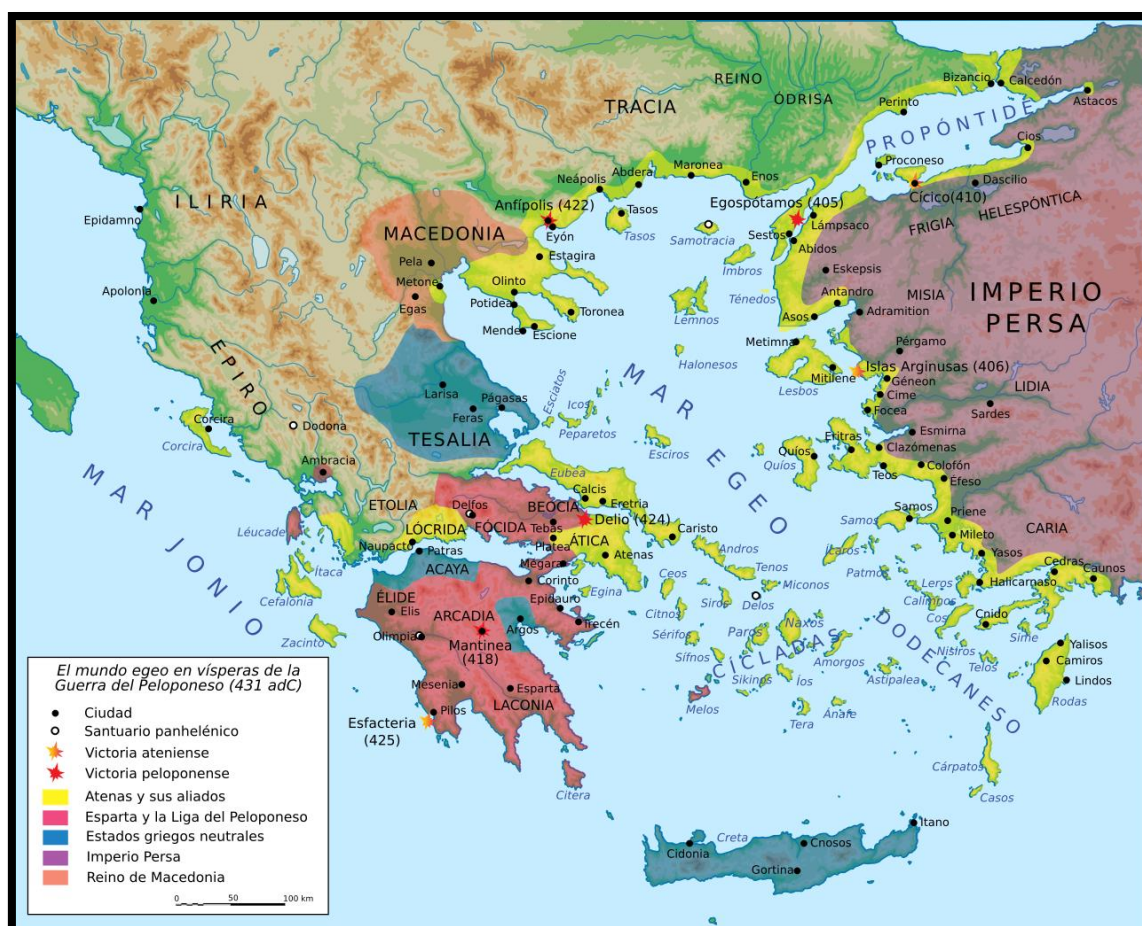 REINO
ÓDRISA
TRACIA
Bizancio
Calcedón
Astacos
Perinto
PROPÓNTIDE
Cios
Proconeso
Cícico(410)
Dascilio
FRIGIA HELESPÓNTICA
ILIRIA
Epidamno
Apolonia
Maronea
Abdera
Neápolis
Enos
Tasos
Tasos
Samotracia
Anfípolis (422)
Eyón
Estagira
Egospótamos (405)
Lámpsaco
Sestos
Abidos
Imbros
MACEDONIA
Pela
Metone
Egas
Olinto
Potidea
Toronea
Mende
Escione
Lemnos
Ténedos
Eskepsis
Antandro
Asos
Adramition
MISIA
IMPERIO
PERSA
Pérgamo
Metimna
Mitilene
Lesbos
Islas Arginusas (406)
Géneon
Cime
Focea
LIDIA
Sardes
Halonesos
ÉPIRO
Corcira
Corcira
Dodona
Ambracia
Larisa
Págasas
Feras
TESALIA
Esciatos
Icos
Peparetos
Esciros
MAR EGEO
Esmirna
Eritras
Clazómenas
Quíos
Quíos
Teos
Colofón
Éfeso
MAR JONIO
Léucade
ETOLIA
Delfos
LÓCRIDA
FÓCIDA
BEOCIA
Eubea
Calcis
Eretria
Delio (424)
Tebas
Platea
ÁTICA
Caristo
Atenas
Naupacto
Patras
Mégara
Ítaca
Cefalonia
ACAYA
Corinto
Egina
Andros
Tenos
Ceos
Miconos
Samos
Samos
Priene
Mileto
CARIA
Ícaros
Patmos
Yasos
Cedras
Caunos
Leros
Halicarnaso
Calimnos
Cos
Cnido
ÉLIDE
Elis
ARCADIA
Epidauro
Trecén
Argos
Olimpia
Mantinea
(418)
Zacinto
Citnos
Siros
Delos
Sérifos
Paros
Naxos
Sifnos
CÍCLADAS
Amorgos
DODECANESO
Nisiros
Sime
Telos
Yalisos
Camiros
Lindos
Rodas
Sikinos
Íos
Astipalea
Mesenia
Esparta
LACONIA
Pilos
Esfacteria
(425)
Melos
Tera
Anafe
Citera
Cárpatos
Casos
Itano
Creta
Cidonia
Cnosos
Gortina
El mundo egeo en vísperas de la
Guerra del Peloponeso (431 adC)
Ciudad
Santuario panhelénico
Victoria ateniense
Victoria peloponense
Atenas y sus aliados
Esparta y la Liga del Peloponeso
Estados griegos neutrales
Imperio Persa
Reino de Macedonia
0 50 100 km